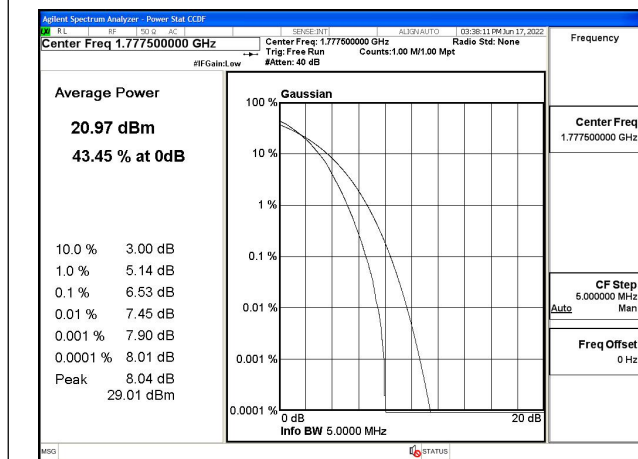 Agilent Spectrum Analyzer - Power Stat CCDF
RL RF 50 Ω AC SENSE:INT ALIGNAUTO 03:38:11 PM Jun 17, 2022
Center Freq 1.777500000 GHz
Center Freq: 1.777500000 GHz Radio Std: None
Trig: Free Run Counts:1.00 M/1.00 Mpt
#IFGain:Low #Atten: 40 dB
Frequency
Average Power
20.97 dBm
43.45 % at 0dB
10.0 % 3.00 dB
1.0 % 5.14 dB
0.1 % 6.53 dB
0.01 % 7.45 dB
0.001 % 7.90 dB
0.0001 % 8.01 dB
Peak 8.04 dB
29.01 dBm
Gaussian
100 %
10 %
1 %
0.1 %
0.01 %
0.001 %
0.0001 %
0 dB 20 dB
Info BW 5.0000 MHz
Center Freq
1.777500000 GHz
CF Step
5.000000 MHz
Auto Man
Freq Offset
0 Hz
MSG STATUS